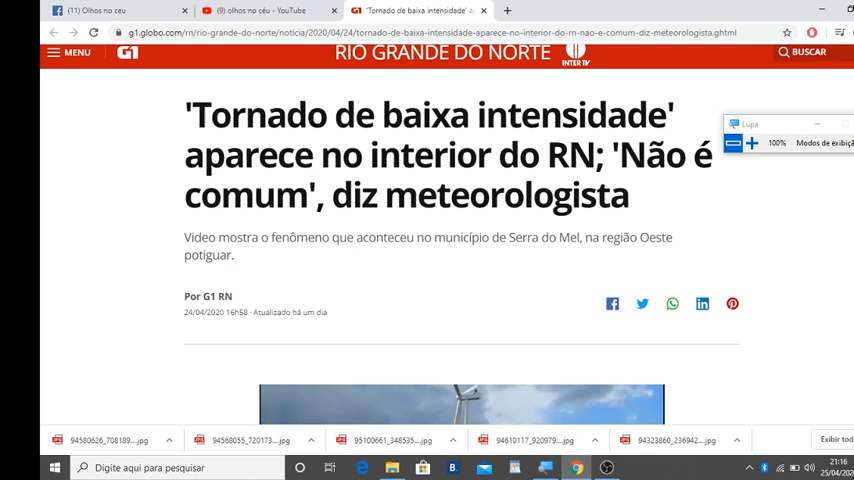 (11) Olhos no ceu
(9) olhos no céu - YouTube
'Tornado de baixa intensidade' a
g1.globo.com/rn/rio-grande-do-norte/noticia/2020/04/24/tornado-de-baixa-intensidade-aparece-no-interior-do-rn-nao-e-comum-diz-meteorologista.ghtml
MENU
G1
RIO GRANDE DO NORTE
INTER TV
BUSCAR
'Tornado de baixa intensidade'
aparece no interior do RN; 'Não é
comum', diz meteorologista
Lupa
100%
Modos de exibiçã
Video mostra o fenômeno que aconteceu no município de Serra do Mel, na região Oeste
potiguar.
Por G1 RN
24/04/2020 16h58 · Atualizado há um dia
94580626_708189....jpg
94568055_720173....jpg
95100661_348535....jpg
94610117_920979....jpg
94323860_236942....jpg
Exibir tod
Digite aqui para pesquisar
21:16
25/04/202